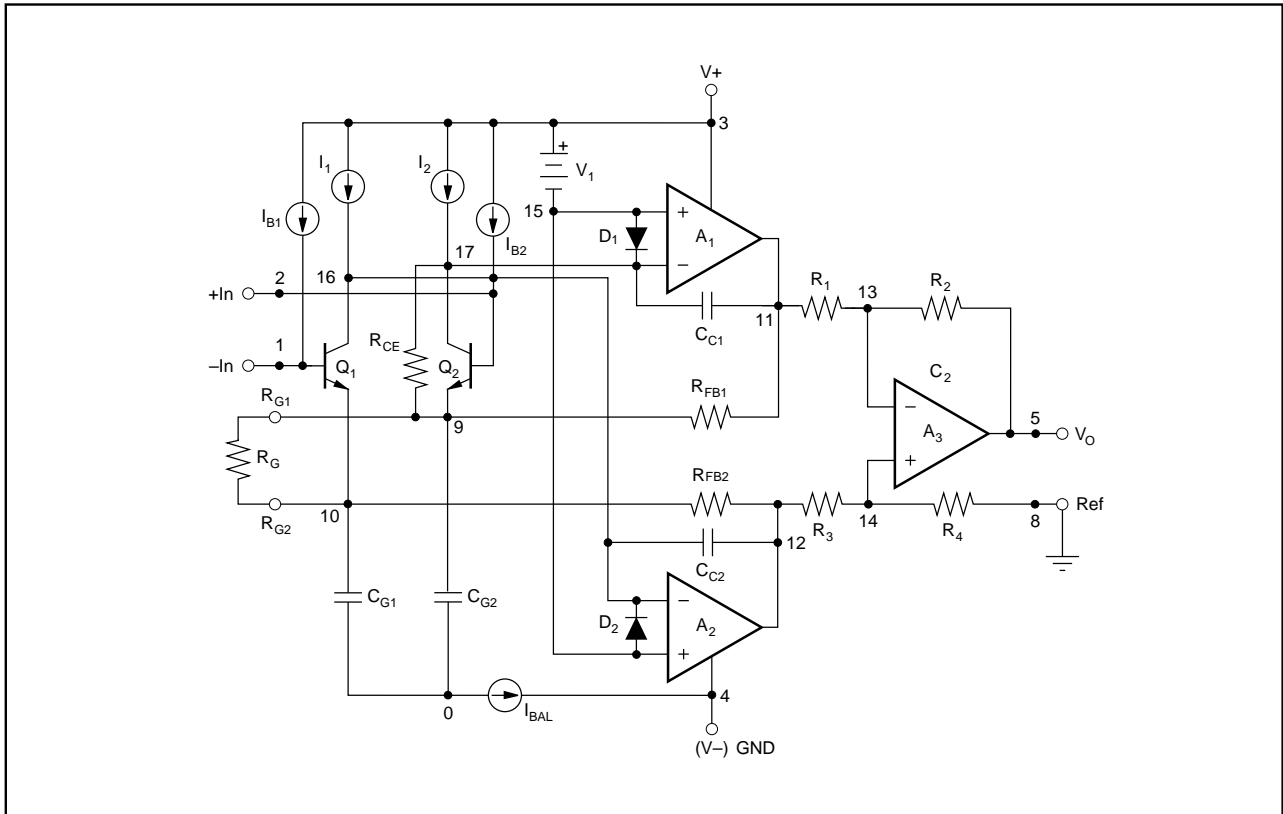 V+
3
+
I1
I2
V1
IB1
15
+
A1
D1
–
IB2
17
16
2
+In
R1
13
R2
11
CC1
1
–In
RCE
Q1
Q2
C2
RFB1
RG1
9
–
A3
+
5
VO
RG
RFB2
Ref
10
RG2
R3
14
R4
8
12
CC2
CG1
CG2
–
D2
A2
+
4
0
IBAL
(V–) GND